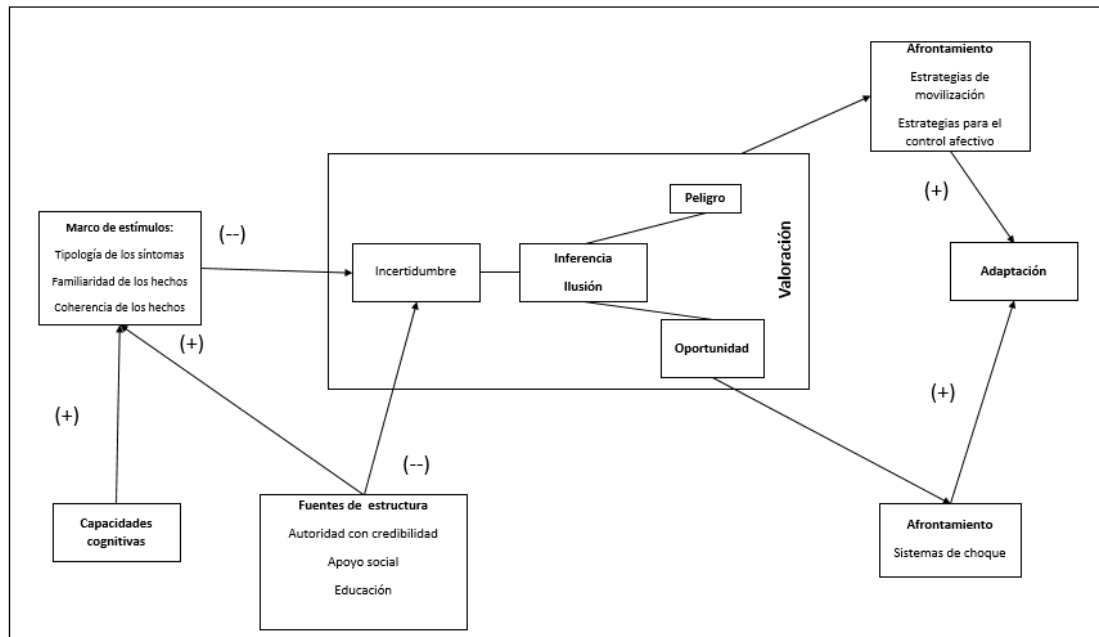 Marco de estímulos:
Tipología de los síntomas
Familiaridad de los hechos
Coherencia de los hechos
(--)
(+)
(+)
Capacidades
cognitivas
Fuentes de estructura
Autoridad con credibilidad
Apoyo social
Educación
(--)
Incertidumbre
Inferencia
Ilusión
Peligro
Oportunidad
Valoración
Afrontamiento
Estrategias de
movilización
Estrategias para el
control afectivo
(+)
Adaptación
(+)
Afrontamiento
Sistemas de choque